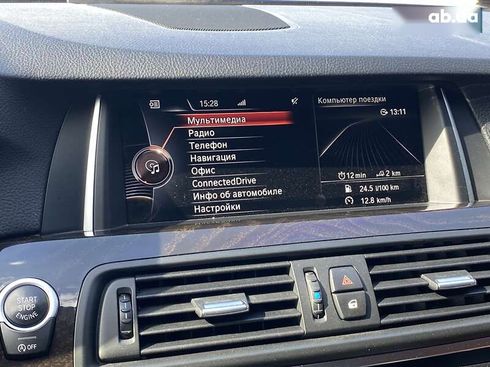 ab.ua
15:28
Мультимедиа
Радио
Телефон
Навигация
Офис
ConnectedDrive
Инфо об автомобиле
Настройки
Компьютер поездки
13:11
12 min
2 km
24.5 l/100 km
12.8 km/h
START
STOP
ENGINE
OFF